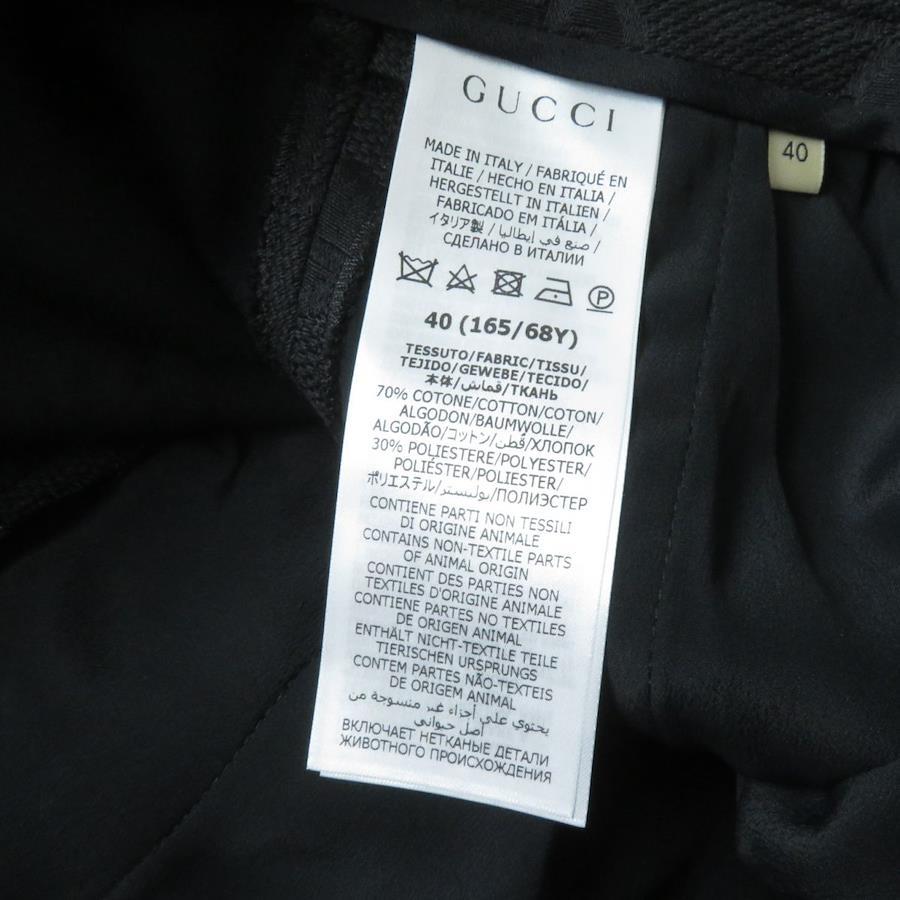 GUCCI
MADE IN ITALY / FABRIQUÉ EN
ITALIE / HECHO EN ITALIA /
HERGESTELLT IN ITALIEN /
FABRICADO EM ITÁLIA /
イタリア製 / صنع في إيطاليا /
СДЕЛАНО В ИТАЛИИ
P
40 (165/68Y)
TESSUTO/FABRIC/TISSU/
TEJIDO/GEWEBE/TECIDO/
本体/قماش/ТКАНЬ
70% COTONE/COTTON/COTON/
ALGODON/BAUMWOLLE/
ALGODÃO/コットン/قطن/ХЛОПОК
30% POLIESTERE/POLYESTER/
POLIÉSTER/POLIESTER/
ポリエステル/بوليستر/ПОЛИЭСТЕР
CONTIENE PARTI NON TESSILI
DI ORIGINE ANIMALE
CONTAINS NON-TEXTILE PARTS
OF ANIMAL ORIGIN
CONTIENT DES PARTIES NON
TEXTILES D'ORIGINE ANIMALE
CONTIENE PARTES NO TEXTILES
DE ORIGEN ANIMAL
ENTHÄLT NICHT-TEXTILE TEILE
TIERISCHEN URSPRUNGS
CONTEM PARTES NÃO-TEXTEIS
DE ORIGEM ANIMAL
يحتوي على أجزاء غير منسوجة من
أصل حيواني
ВКЛЮЧАЕТ НЕТКАНЫЕ ДЕТАЛИ
ЖИВОТНОГО ПРОИСХОЖДЕНИЯ
40